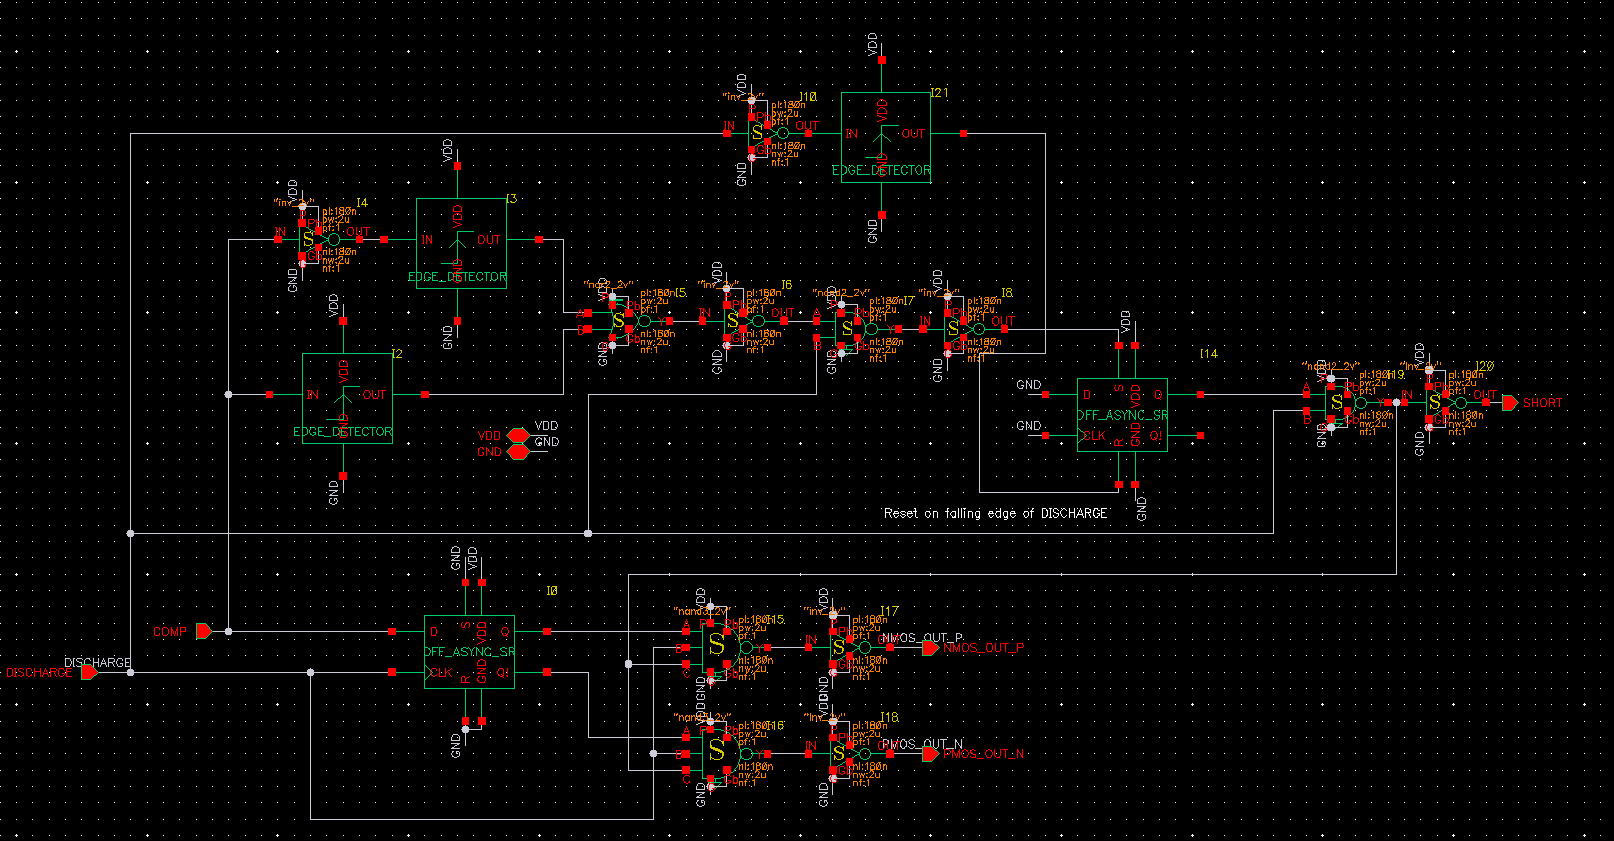 VDD
VDD
"inv_2v"
I10
pl:180n
pw:2u
pf:1
IN
S
OUT
nl:180n
nw:2u
nf:1
GND
I21
VDD
IN
OUT
GND
EDGE_DETECTOR
GND
VDD
VDD
"inv_2v"
I4
pl:180n
pw:2u
pf:1
IN
S
OUT
nl:180n
nw:2u
nf:1
GND
I3
VDD
IN
OUT
GND
EDGE_DETECTOR
GND
VDD
I2
VDD
IN
OUT
GND
EDGE_DETECTOR
GND
VDD
I5
pl:180n
pw:2u
pf:1
A
B
S
Y
nl:180n
nw:2u
nf:1
GND
VDD
"inv_2v"
I6
pl:180n
pw:2u
pf:1
IN
S
OUT
nl:180n
nw:2u
nf:1
GND
VDD
"nand2_2v"
I7
pl:180n
pw:2u
pf:1
A
B
S
Y
nl:180n
nw:2u
nf:1
GND
VDD
"inv_2v"
I8
pl:180n
pw:2u
pf:1
IN
S
OUT
nl:180n
nw:2u
nf:1
GND
VDD
I14
GND
D
S
VDD
Q
DFF_ASYNC_SR
GND
CLK
R
GND
Q!
GND
Reset on falling edge of DISCHARGE
VDD
"nand2_2v"
I19
pl:180n
pw:2u
pf:1
A
B
S
Y
nl:180n
nw:2u
nf:1
GND
VDD
"inv_2v"
I20
pl:180n
pw:2u
pf:1
IN
S
OUT
nl:180n
nw:2u
nf:1
GND
SHORT
VDD
VDD
GND
GND
COMP
DISCHARGE
DISCHARGE
GND
VDD
I0
D
S
VDD
Q
DFF_ASYNC_SR
CLK
R
GND
Q!
GND
VDD
"nand3_2v"
I15
pl:180n
pw:2u
pf:1
A
B
C
S
Y
nl:180n
nw:2u
nf:1
GND
VDD
"inv_2v"
I17
pl:180n
pw:2u
pf:1
IN
S
nl:180n
nw:2u
nf:1
GND
NMOS_OUT_P
NMOS_OUT_P
VDD
"nand3_2v"
I16
pl:180n
pw:2u
pf:1
A
B
C
S
Y
nl:180n
nw:2u
nf:1
GND
VDD
"inv_2v"
I18
pl:180n
pw:2u
pf:1
IN
S
nl:180n
nw:2u
nf:1
GND
PMOS_OUT_N
PMOS_OUT_N